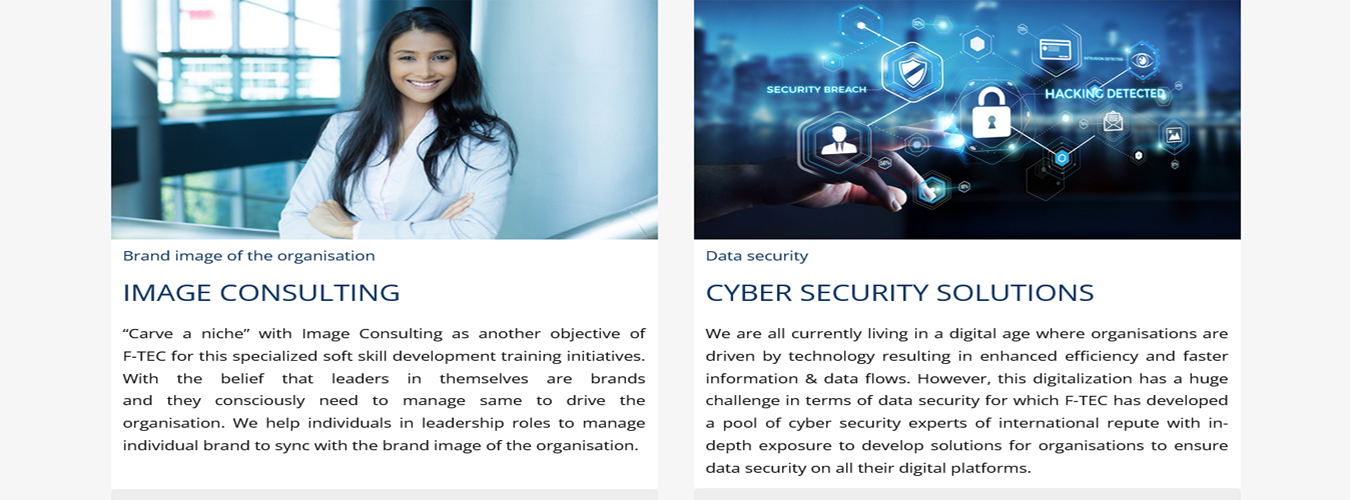 SECURITY BREACH
HACKING DETECTED
INTRUSION DETECTED
Brand image of the organisation
IMAGE CONSULTING
“Carve a niche” with Image Consulting as another objective of
F-TEC for this specialized soft skill development training initiatives.
With the belief that leaders in themselves are brands
and they consciously need to manage same to drive the
organisation. We help individuals in leadership roles to manage
individual brand to sync with the brand image of the organisation.
Data security
CYBER SECURITY SOLUTIONS
We are all currently living in a digital age where organisations are
driven by technology resulting in enhanced efficiency and faster
information & data flows. However, this digitalization has a huge
challenge in terms of data security for which F-TEC has developed
a pool of cyber security experts of international repute with in-
depth exposure to develop solutions for organisations to ensure
data security on all their digital platforms.